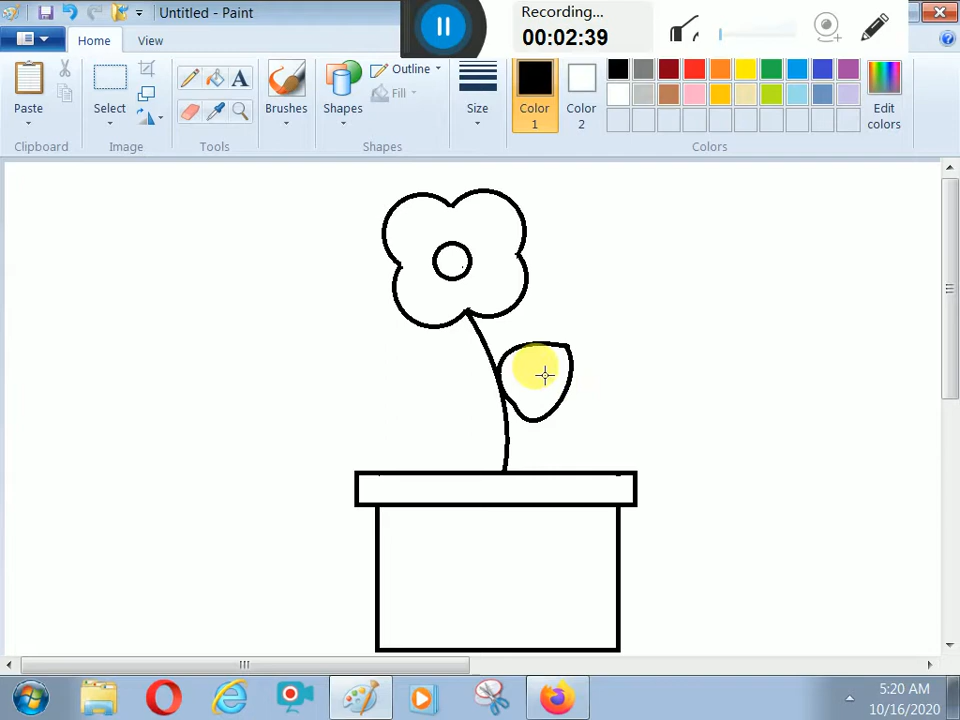 Untitled - Paint
Recording...
00:02:39
Home
View
Paste
Select
Brushes
Shapes
Outline
Fill
Size
Color
1
Color
2
Edit
colors
Clipboard
Image
Tools
Shapes
Colors
5:20 AM
10/16/2020